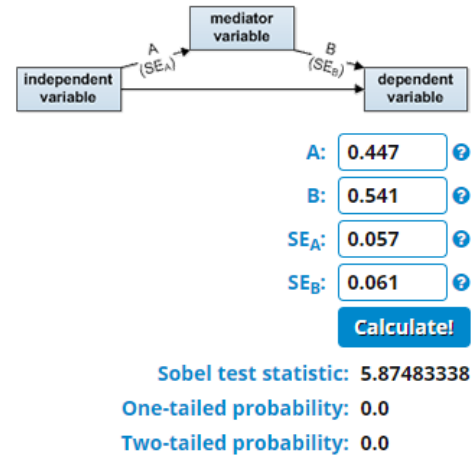 mediator
variable
A
(SEA)
B
(SEB)
independent
variable
dependent
variable
A: 0.447 ?
B: 0.541 ?
SEA: 0.057 ?
SEB: 0.061 ?
Calculate!
Sobel test statistic: 5.87483338
One-tailed probability: 0.0
Two-tailed probability: 0.0